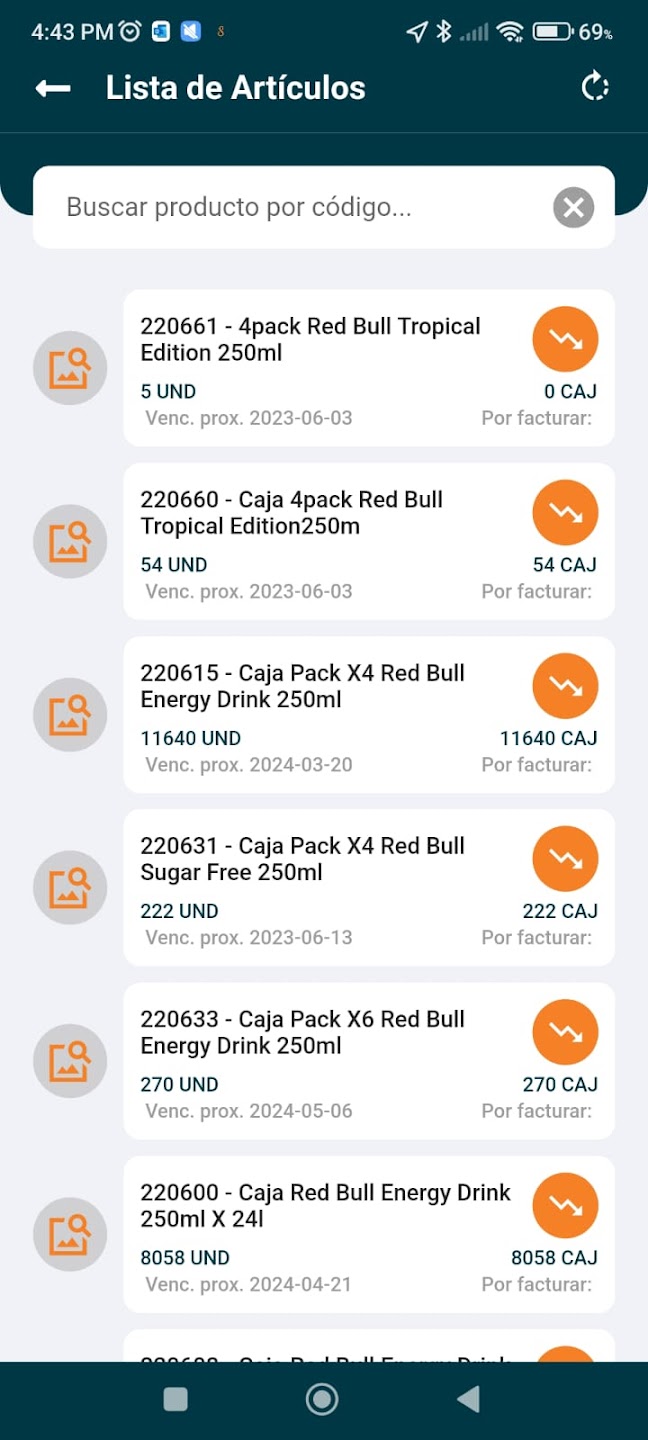 4:43 PM
69%
Lista de Artículos
Buscar producto por código...
220661 - 4pack Red Bull Tropical
Edition 250ml
5 UND
0 CAJ
Venc. prox. 2023-06-03
Por facturar:
220660 - Caja 4pack Red Bull
Tropical Edition250m
54 UND
54 CAJ
Venc. prox. 2023-06-03
Por facturar:
220615 - Caja Pack X4 Red Bull
Energy Drink 250ml
11640 UND
11640 CAJ
Venc. prox. 2024-03-20
Por facturar:
220631 - Caja Pack X4 Red Bull
Sugar Free 250ml
222 UND
222 CAJ
Venc. prox. 2023-06-13
Por facturar:
220633 - Caja Pack X6 Red Bull
Energy Drink 250ml
270 UND
270 CAJ
Venc. prox. 2024-05-06
Por facturar:
220600 - Caja Red Bull Energy Drink
250ml X 24l
8058 UND
8058 CAJ
Venc. prox. 2024-04-21
Por facturar:
Caja Red Bull Energy Drink